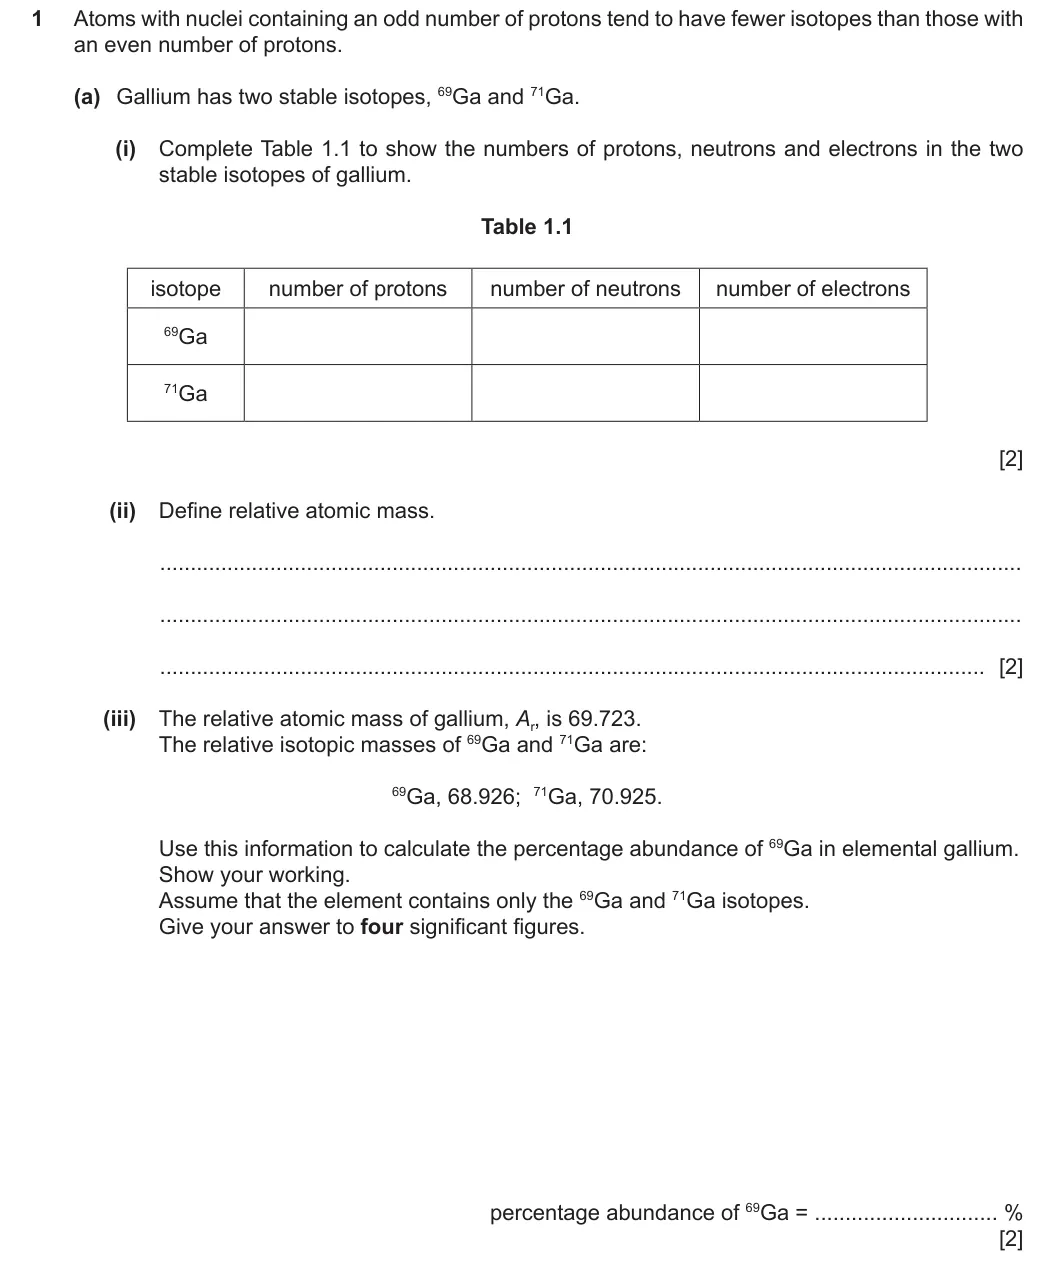 1 Atoms with nuclei containing an odd number of protons tend to have fewer isotopes than those with
an even number of protons.
(a) Gallium has two stable isotopes, ⁶⁹Ga and ⁷¹Ga.
(i) Complete Table 1.1 to show the numbers of protons, neutrons and electrons in the two
stable isotopes of gallium.
Table 1.1
isotope number of protons number of neutrons number of electrons
⁶⁹Ga
⁷¹Ga
[2]
(ii) Define relative atomic mass.
..............................................................................................................................................
..............................................................................................................................................
........................................................................................................................................ [2]
(iii) The relative atomic mass of gallium, Aᵣ, is 69.723.
The relative isotopic masses of ⁶⁹Ga and ⁷¹Ga are:
⁶⁹Ga, 68.926; ⁷¹Ga, 70.925.
Use this information to calculate the percentage abundance of ⁶⁹Ga in elemental gallium.
Show your working.
Assume that the element contains only the ⁶⁹Ga and ⁷¹Ga isotopes.
Give your answer to four significant figures.
percentage abundance of ⁶⁹Ga = .............................. %
[2]